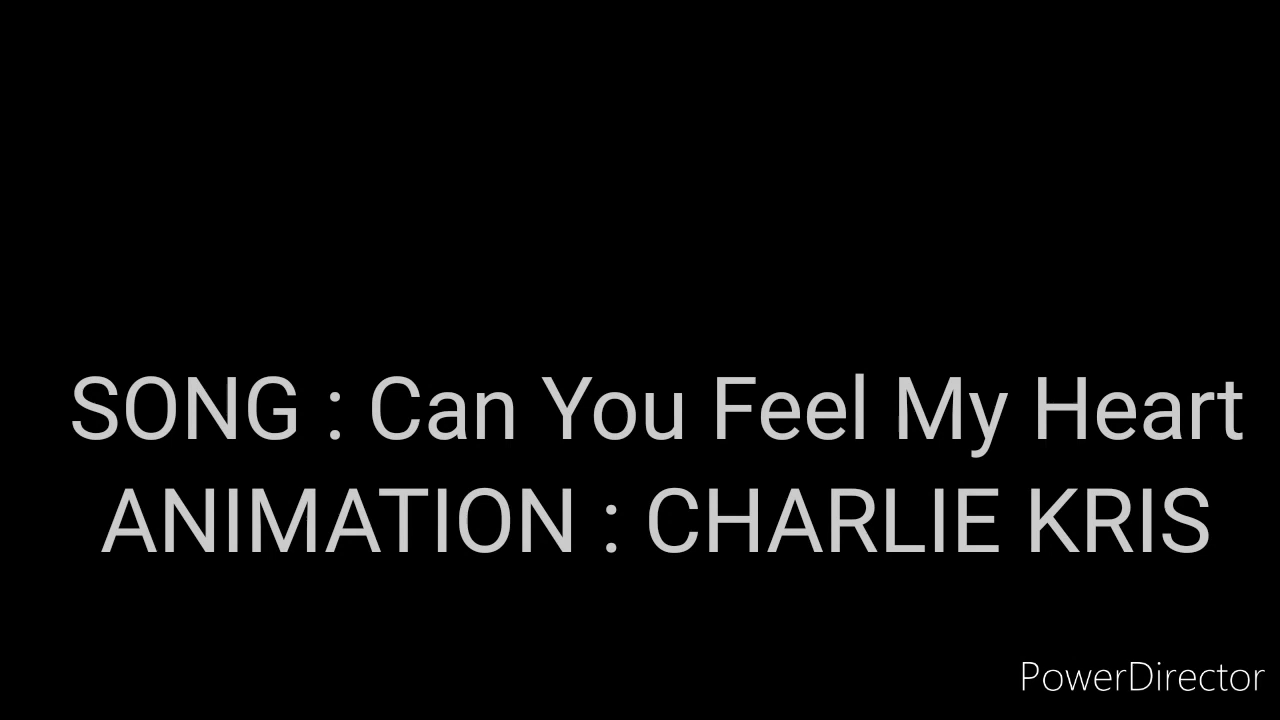 SONG : Can You Feel My Heart
ANIMATION : CHARLIE KRIS
PowerDirector